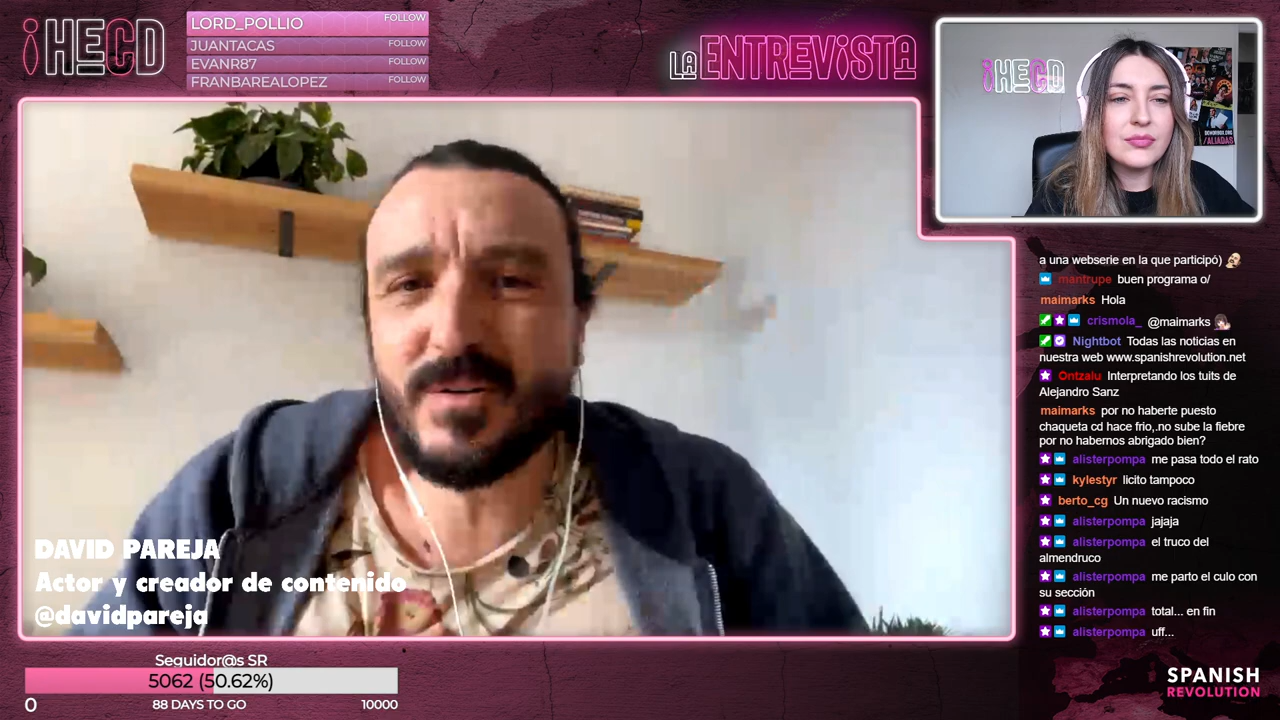 ¡HECD
LORD_POLLIO FOLLOW
JUANTACAS FOLLOW
EVANR87 FOLLOW
FRANBAREALOPEZ FOLLOW
LA ENTREVISTA
¡HECD
/ALIADAS
DAVID PAREJA
Actor y creador de contenido
@davidpareja
a una webserie en la que participó)
mantrupe buen programa o/
maimarks Hola
crismola_ @maimarks
Nightbot Todas las noticias en
nuestra web www.spanishrevolution.net
Ontzalu Interpretando los tuits de
Alejandro Sanz
maimarks por no haberte puesto
chaqueta cd hace frio,.no sube la fiebre
por no habernos abrigado bien?
alisterpompa me pasa todo el rato
kylestyr licito tampoco
berto_cg Un nuevo racismo
alisterpompa jajaja
alisterpompa el truco del
almendruco
alisterpompa me parto el culo con
su sección
alisterpompa total... en fin
alisterpompa uff...
Seguidor@s SR
5062 (50.62%)
0 88 DAYS TO GO 10000
SPANISH
REVOLUTION